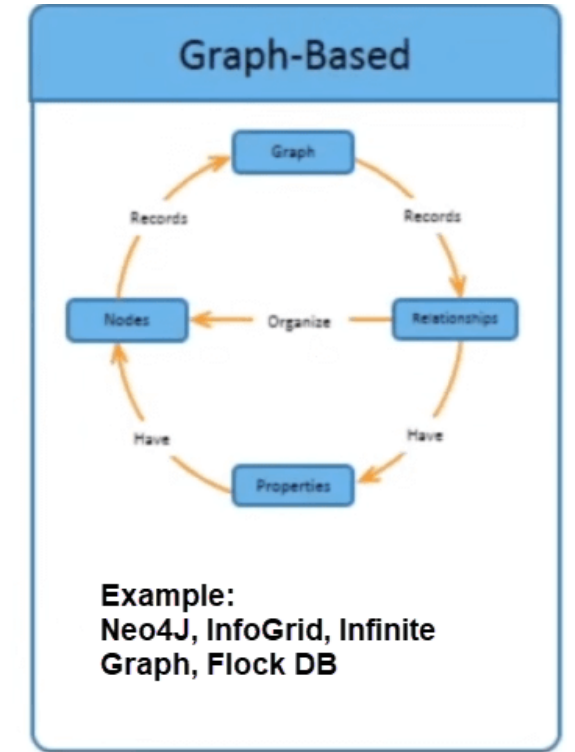 Graph-Based
Graph
Records
Records
Nodes
Organize
Relationships
Have
Have
Properties
Example:
Neo4J, InfoGrid, Infinite
Graph, Flock DB